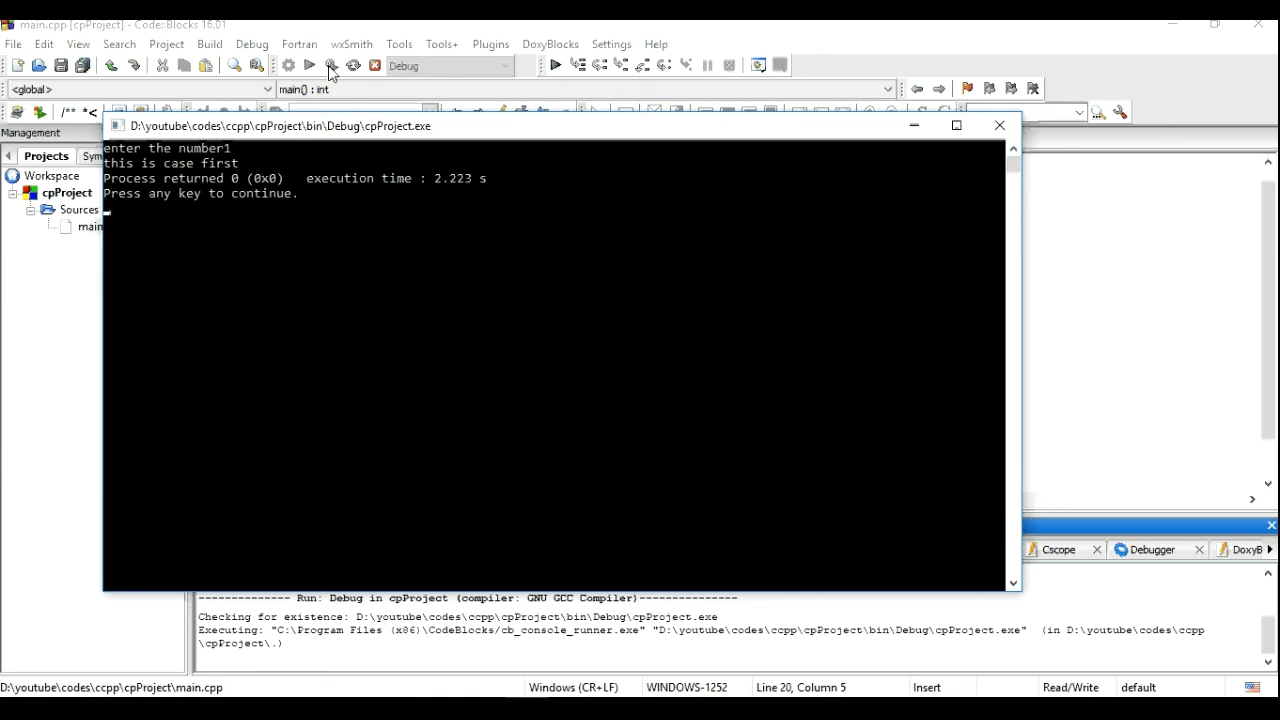 main.cpp [cpProject] - Code::Blocks 16.01
File Edit View Search Project Build Debug Fortran wxSmith Tools Tools+ Plugins DoxyBlocks Settings Help
Debug
<global> main() : int
/** *<
Management
D:\youtube\codes\ccpp\cpProject\bin\Debug\cpProject.exe
Projects Sym
Workspace
cpProject
Sources
main
enter the number1
this is case first
Process returned 0 (0x0)   execution time : 2.223 s
Press any key to continue.
Cscope Debugger DoxyB
-------------- Run: Debug in cpProject (compiler: GNU GCC Compiler)---------------
Checking for existence: D:\youtube\codes\ccpp\cpProject\bin\Debug\cpProject.exe
Executing: "C:\Program Files (x86)\CodeBlocks/cb_console_runner.exe" "D:\youtube\codes\ccpp\cpProject\bin\Debug\cpProject.exe"  (in D:\youtube\codes\ccpp
\cpProject\.)
D:\youtube\codes\ccpp\cpProject\main.cpp Windows (CR+LF) WINDOWS-1252 Line 20, Column 5 Insert Read/Write default